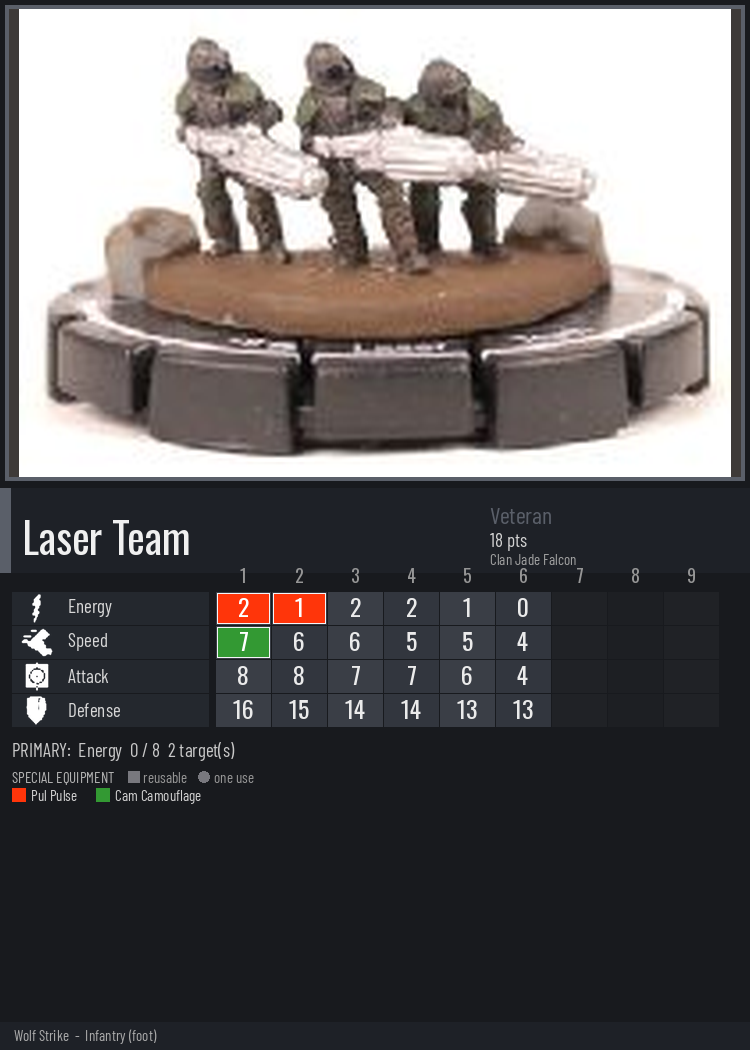 Laser Team
Veteran
18 pts
Clan Jade Falcon
1 2 3 4 5 6 7 8 9
Energy 2 1 2 2 1 0
Speed 7 6 6 5 5 4
Attack 8 8 7 7 6 4
Defense 16 15 14 14 13 13
PRIMARY: Energy 0 / 8 2 target(s)
SPECIAL EQUIPMENT reusable one use
Pul Pulse Cam Camouflage
Wolf Strike - Infantry (foot)